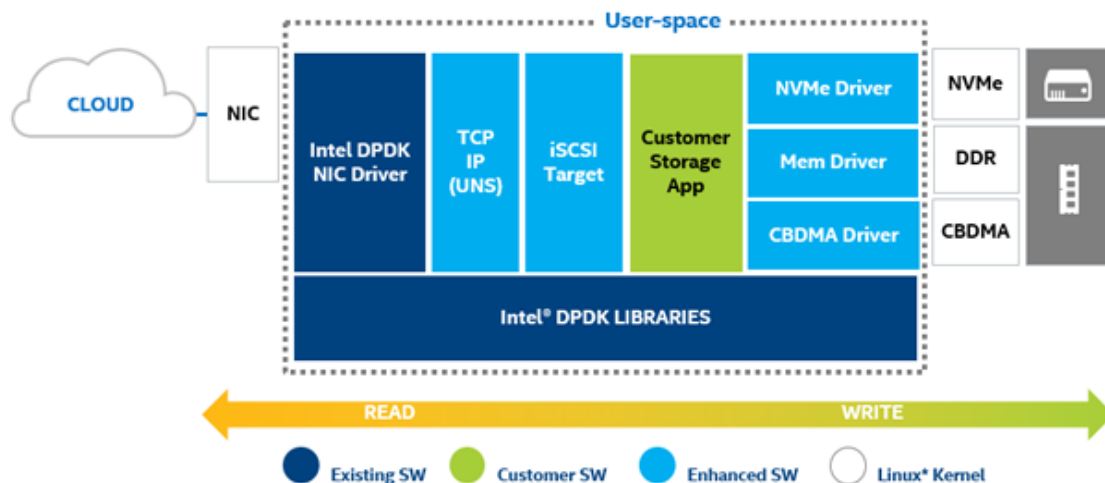 User-space
CLOUD
NIC
Intel DPDK
NIC Driver
TCP
IP
(UNS)
iSCSI
Target
Customer
Storage
App
NVMe Driver
Mem Driver
CBDMA Driver
NVMe
DDR
CBDMA
Intel® DPDK LIBRARIES
READ
WRITE
Existing SW
Customer SW
Enhanced SW
Linux* Kernel